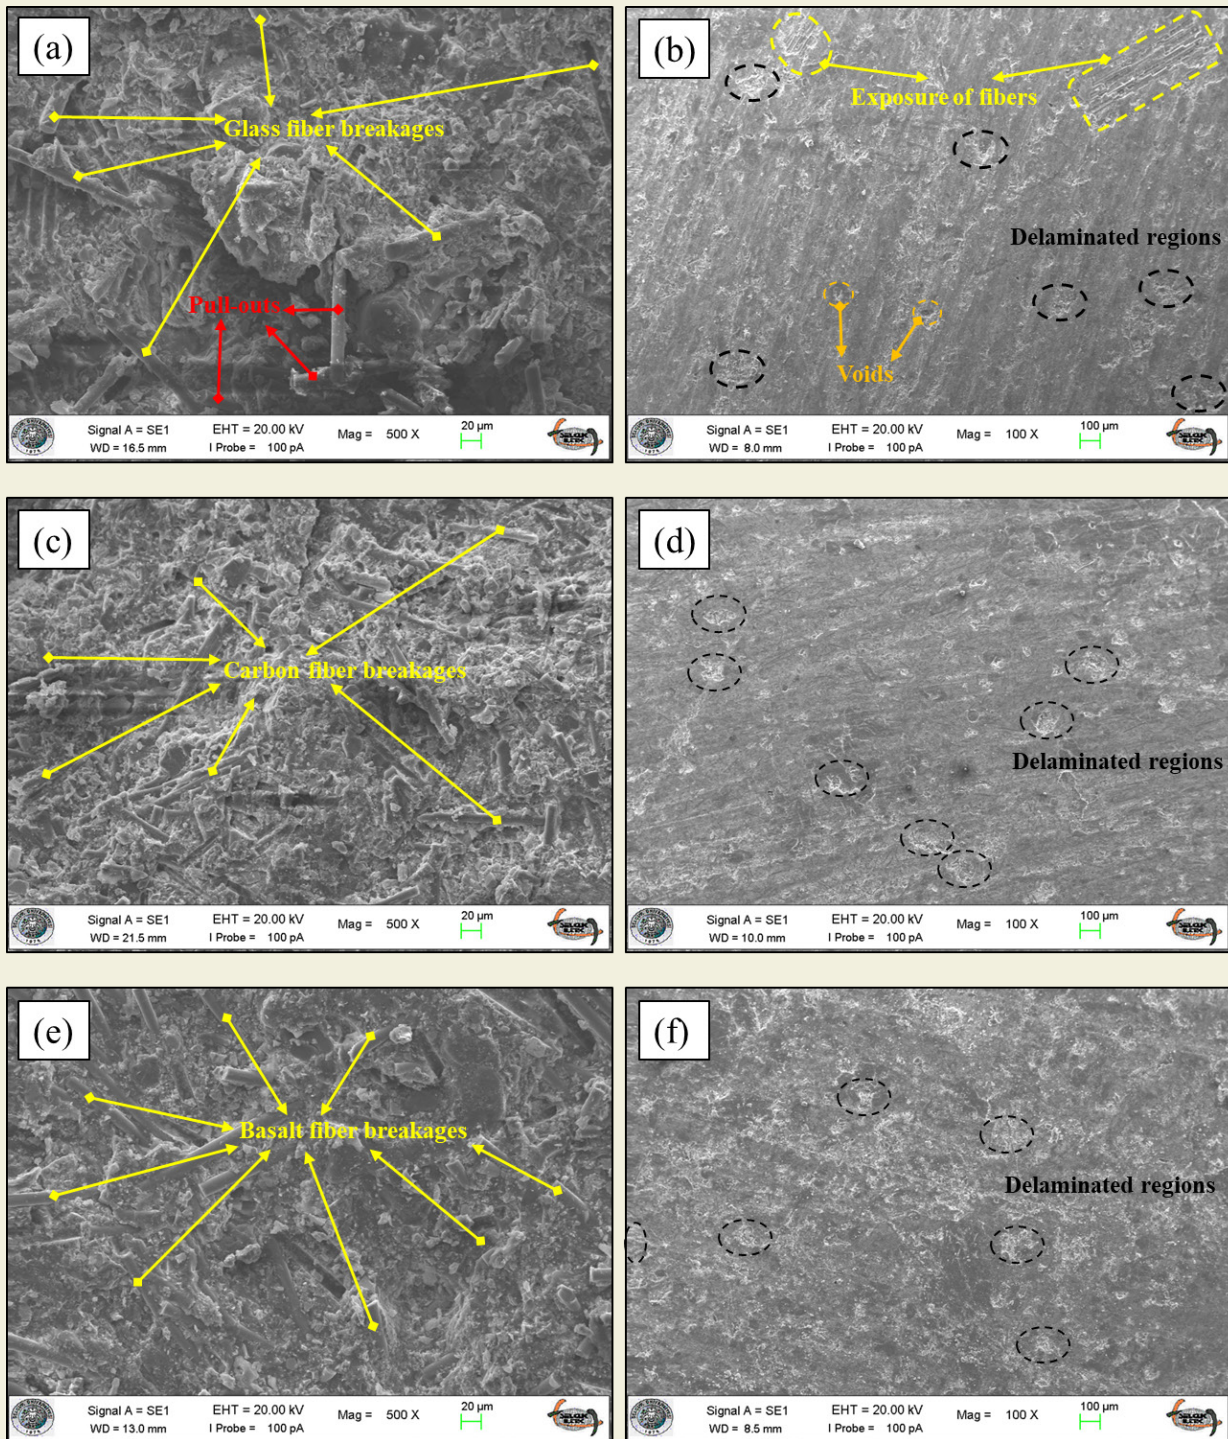 (a)
Glass fiber breakages
Pull-outs
Signal A = SE1 EHT = 20.00 kV Mag = 500 X 20 µm
WD = 16.5 mm I Probe = 100 pA
(b)
Exposure of fibers
Delaminated regions
Voids
Signal A = SE1 EHT = 20.00 kV Mag = 100 X 100 µm
WD = 8.0 mm I Probe = 100 pA
(c)
Carbon fiber breakages
Signal A = SE1 EHT = 20.00 kV Mag = 500 X 20 µm
WD = 21.5 mm I Probe = 100 pA
(d)
Delaminated regions
Signal A = SE1 EHT = 20.00 kV Mag = 100 X 100 µm
WD = 10.0 mm I Probe = 100 pA
(e)
Basalt fiber breakages
Signal A = SE1 EHT = 20.00 kV Mag = 500 X 20 µm
WD = 13.0 mm I Probe = 100 pA
(f)
Delaminated regions
Signal A = SE1 EHT = 20.00 kV Mag = 100 X 100 µm
WD = 8.5 mm I Probe = 100 pA